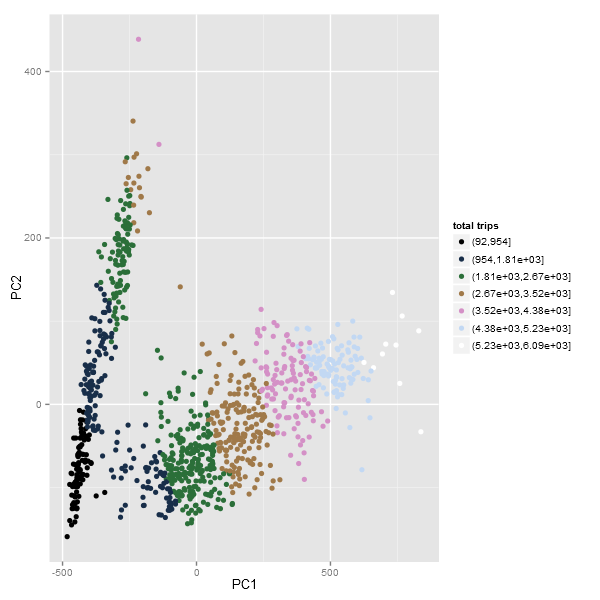 400
200
0
PC2
-500
0
500
PC1
total trips
(92,954]
(954,1.81e+03]
(1.81e+03,2.67e+03]
(2.67e+03,3.52e+03]
(3.52e+03,4.38e+03]
(4.38e+03,5.23e+03]
(5.23e+03,6.09e+03]